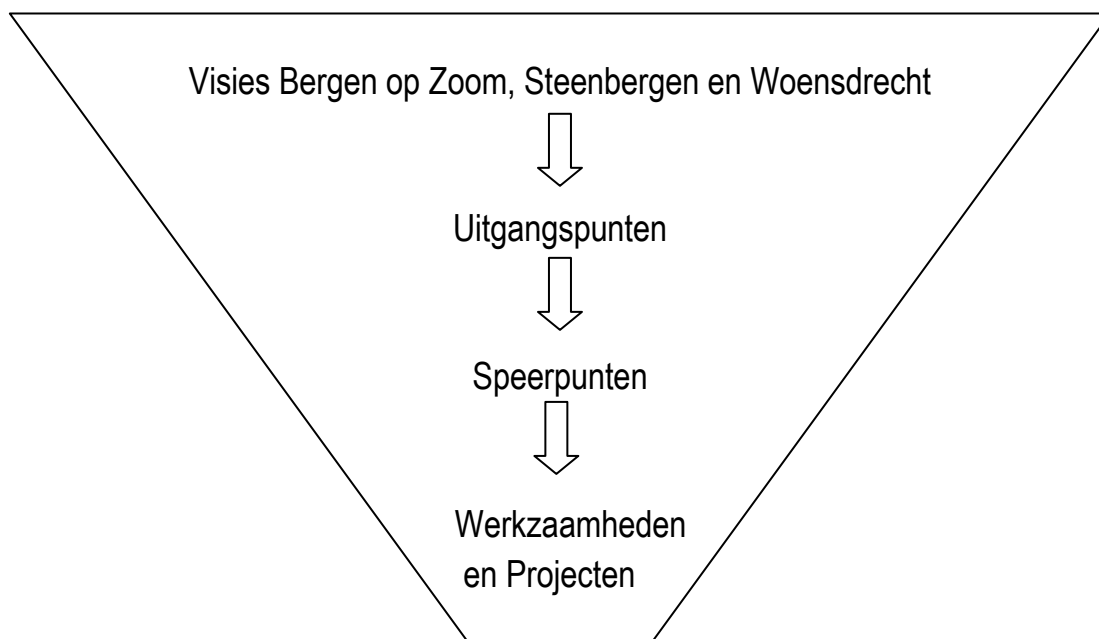 Visies Bergen op Zoom, Steenbergen en Woensdrecht
Uitgangspunten
Speerpunten
Werkzaamheden
en Projecten